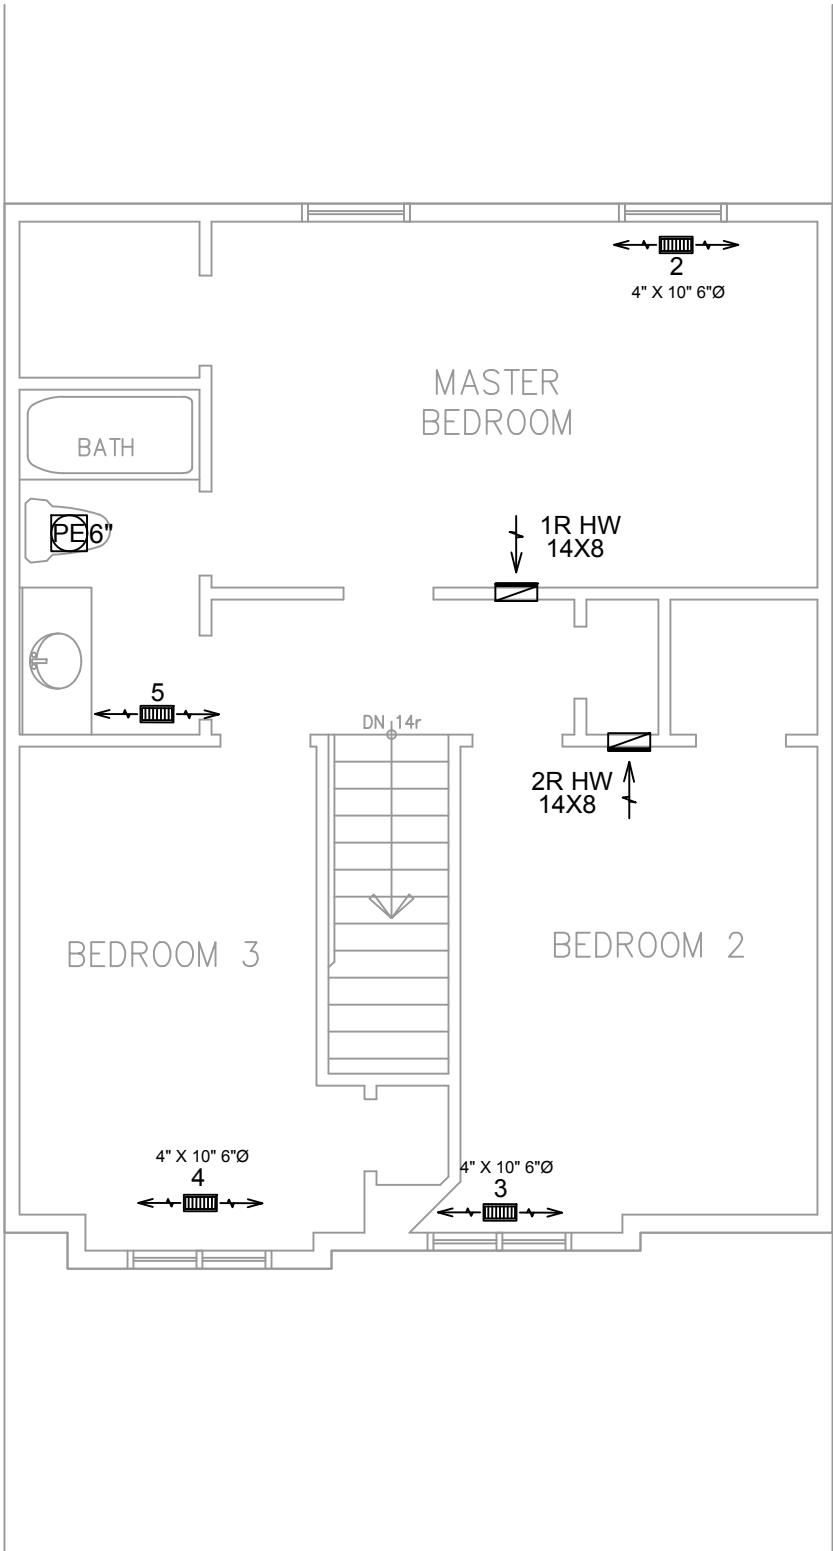 2
4" X 10" 6"Ø
MASTER
BEDROOM
BATH
PE 6"
1R HW
14X8
5
DN 14r
2R HW
14X8
BEDROOM 3
BEDROOM 2
4" X 10" 6"Ø
4
4" X 10" 6"Ø
3